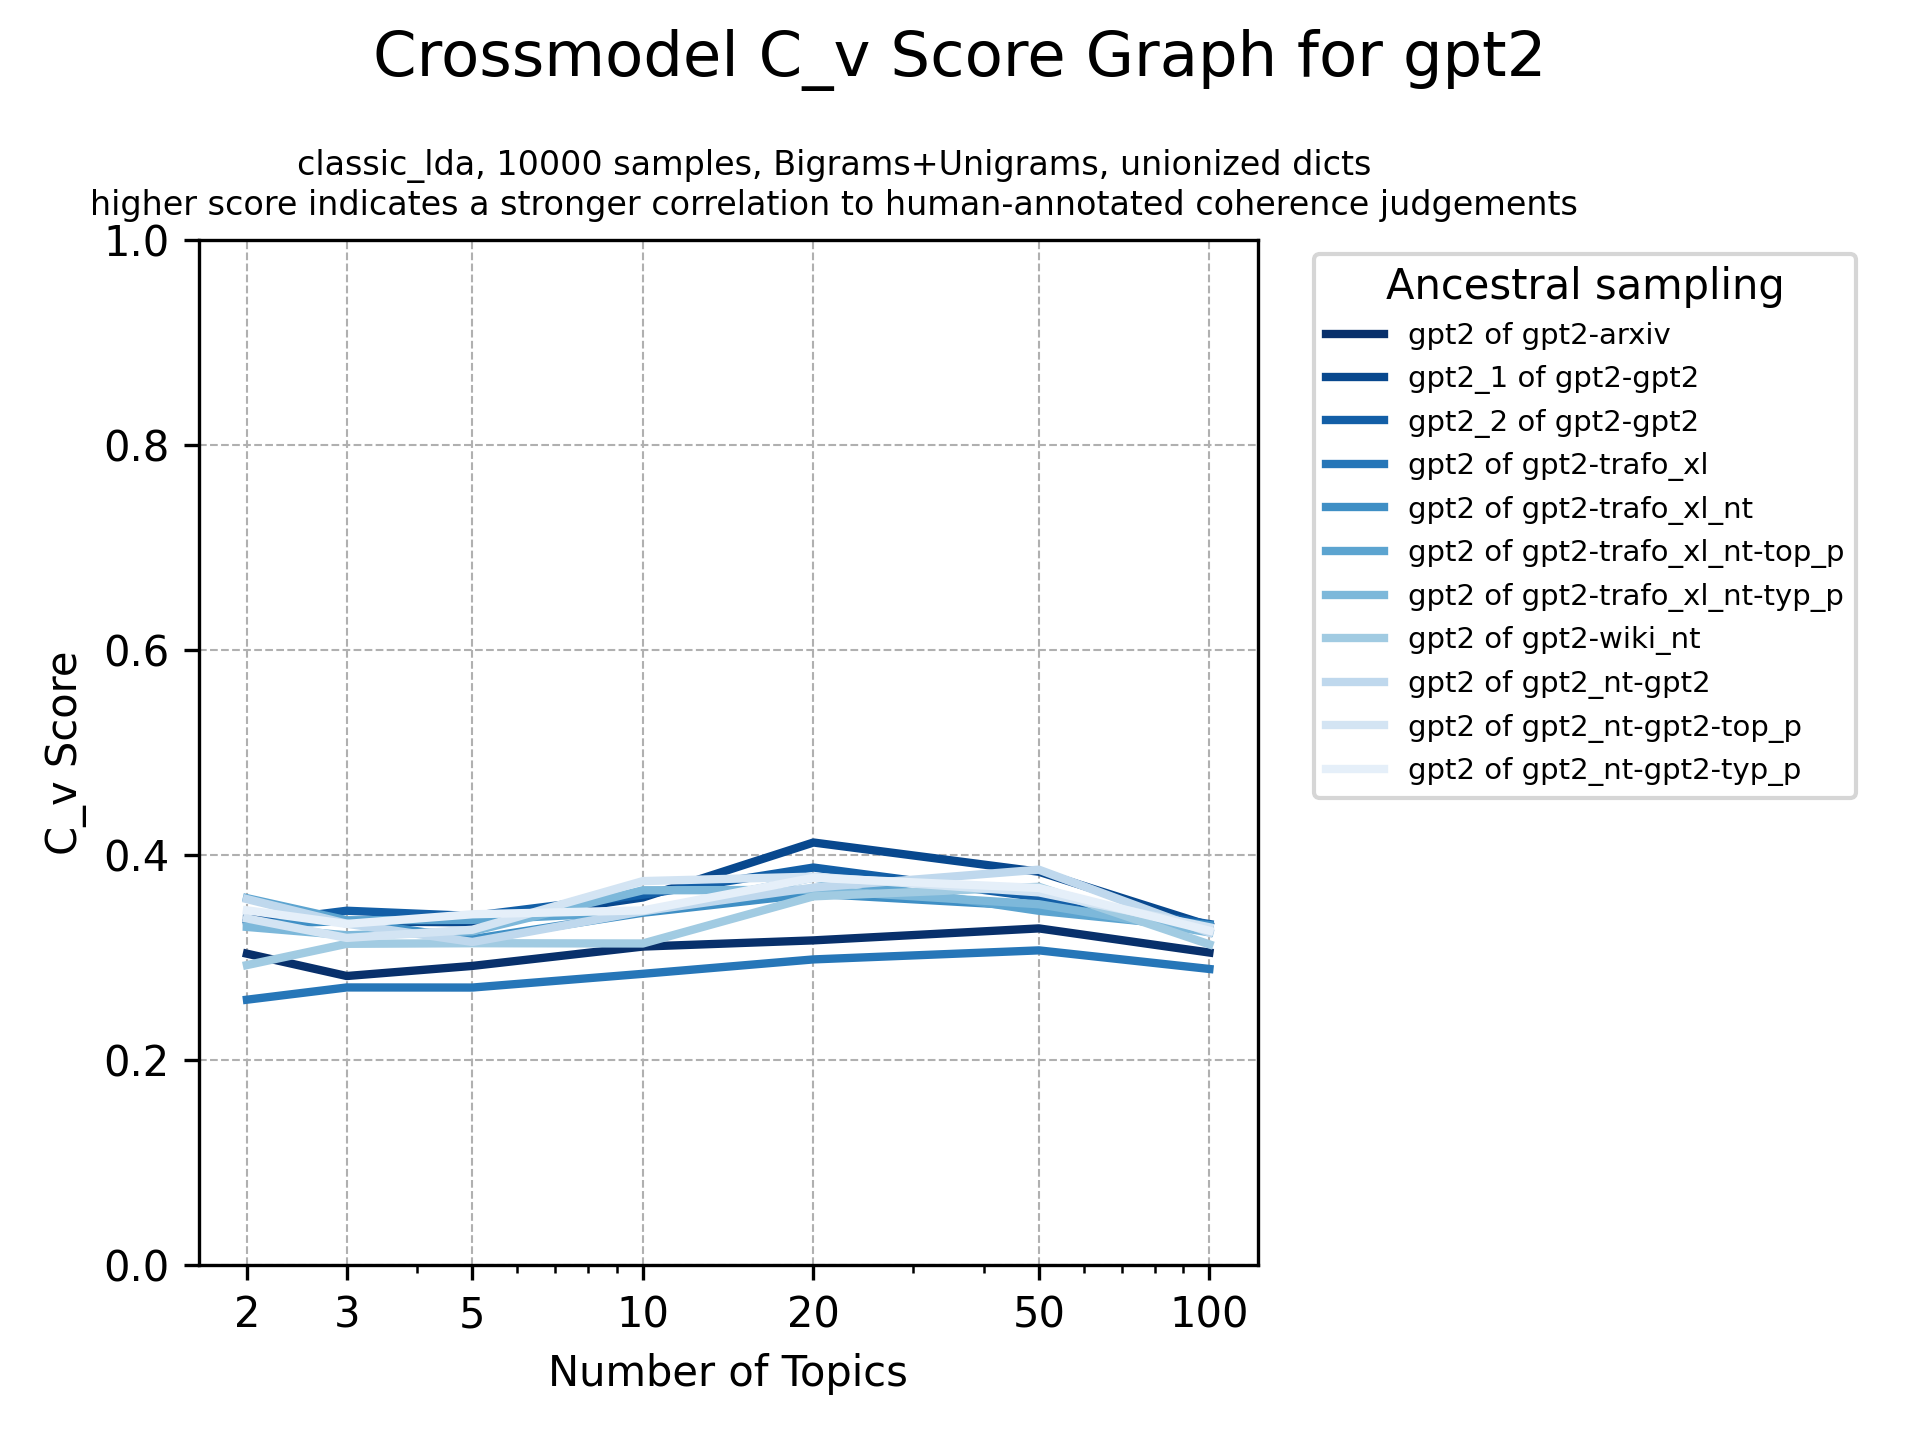 Crossmodel C_v Score Graph for gpt2
classic_lda, 10000 samples, Bigrams+Unigrams, unionized dicts
higher score indicates a stronger correlation to human-annotated coherence judgements
1.0
0.8
0.6
0.4
0.2
0.0
C_v Score
2 3 5 10 20 50 100
Number of Topics
Ancestral sampling
gpt2 of gpt2-arxiv
gpt2_1 of gpt2-gpt2
gpt2_2 of gpt2-gpt2
gpt2 of gpt2-trafo_xl
gpt2 of gpt2-trafo_xl_nt
gpt2 of gpt2-trafo_xl_nt-top_p
gpt2 of gpt2-trafo_xl_nt-typ_p
gpt2 of gpt2-wiki_nt
gpt2 of gpt2_nt-gpt2
gpt2 of gpt2_nt-gpt2-top_p
gpt2 of gpt2_nt-gpt2-typ_p